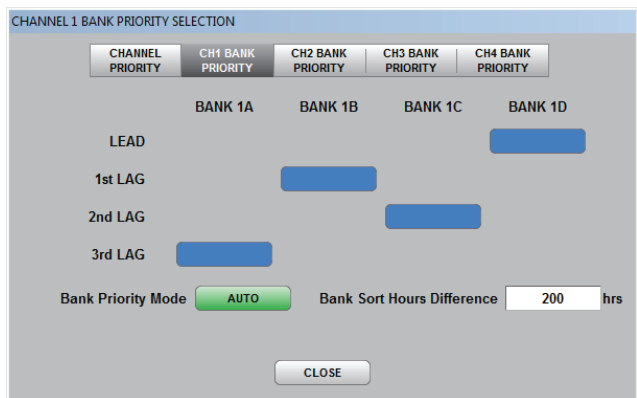 CHANNEL 1 BANK PRIORITY SELECTION
CHANNEL PRIORITY
CH1 BANK PRIORITY
CH2 BANK PRIORITY
CH3 BANK PRIORITY
CH4 BANK PRIORITY
BANK 1A BANK 1B BANK 1C BANK 1D
LEAD
1st LAG
2nd LAG
3rd LAG
Bank Priority Mode AUTO Bank Sort Hours Difference 200 hrs
CLOSE